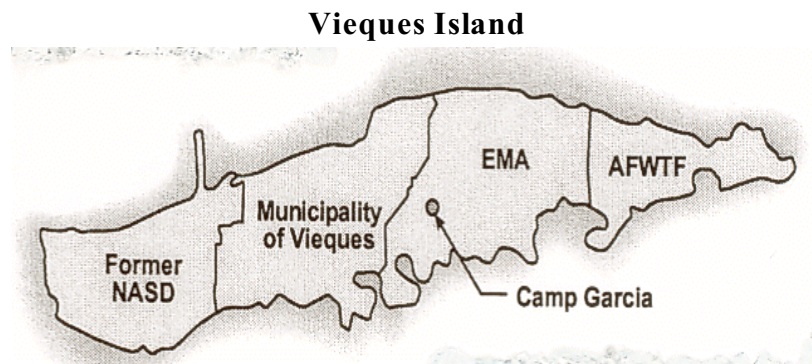 Vieques Island
EMA
AFWTF
Municipality
of Vieques
Former
NASD
Camp Garcia